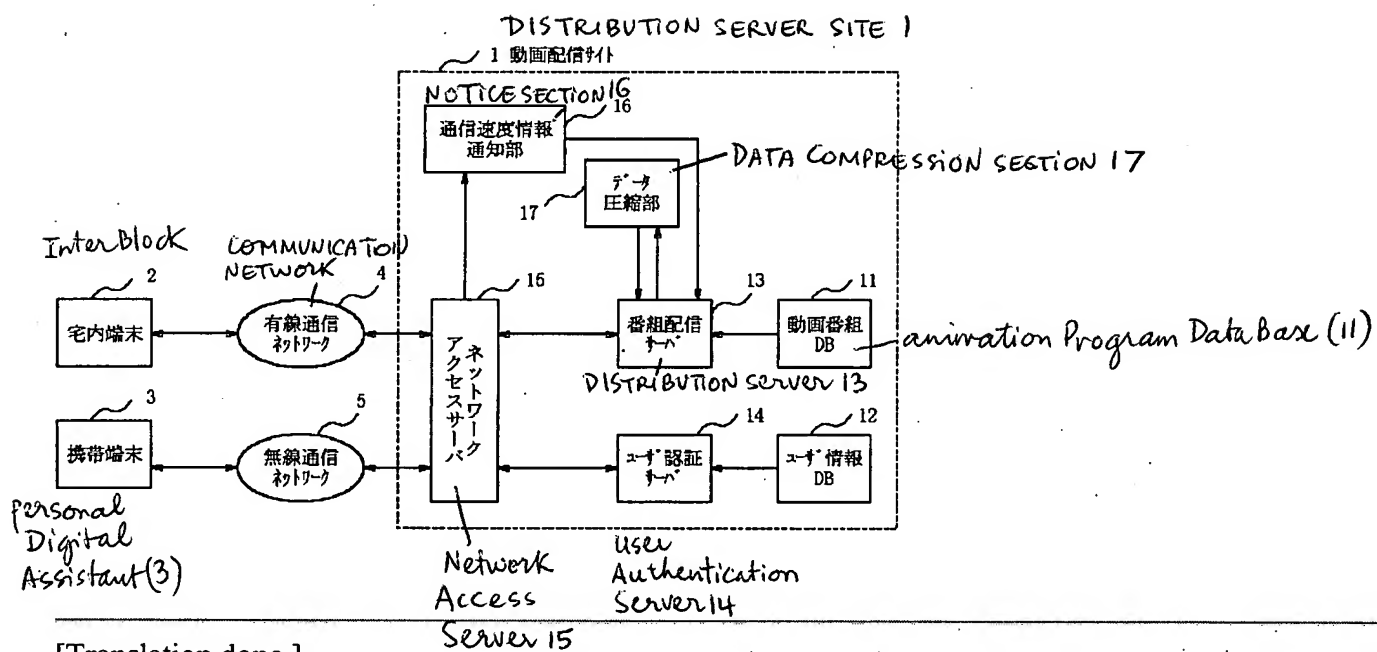 DISTRIBUTION SERVER SITE 1
1 動画配信サイト
NOTICE SECTION 16
16
通信速度情報
通知部
DATA COMPRESSION SECTION 17
データ
圧縮部
17
InterBlock
COMMUNICATION
NETWORK
2
4
16
13
11
宅内端末
有線通信
ネットワーク
ネットワーク
アクセスサーバ
番組配信
サーバ
動画番組
DB
animation Program DataBase (11)
DISTRIBUTION Server 13
3
5
14
12
携帯端末
無線通信
ネットワーク
ユーザ認証
サーバ
ユーザ情報
DB
Personal
Digital
Assistant (3)
Network
Access
Server 15
User
Authentication
Server 14
[Translation done.]